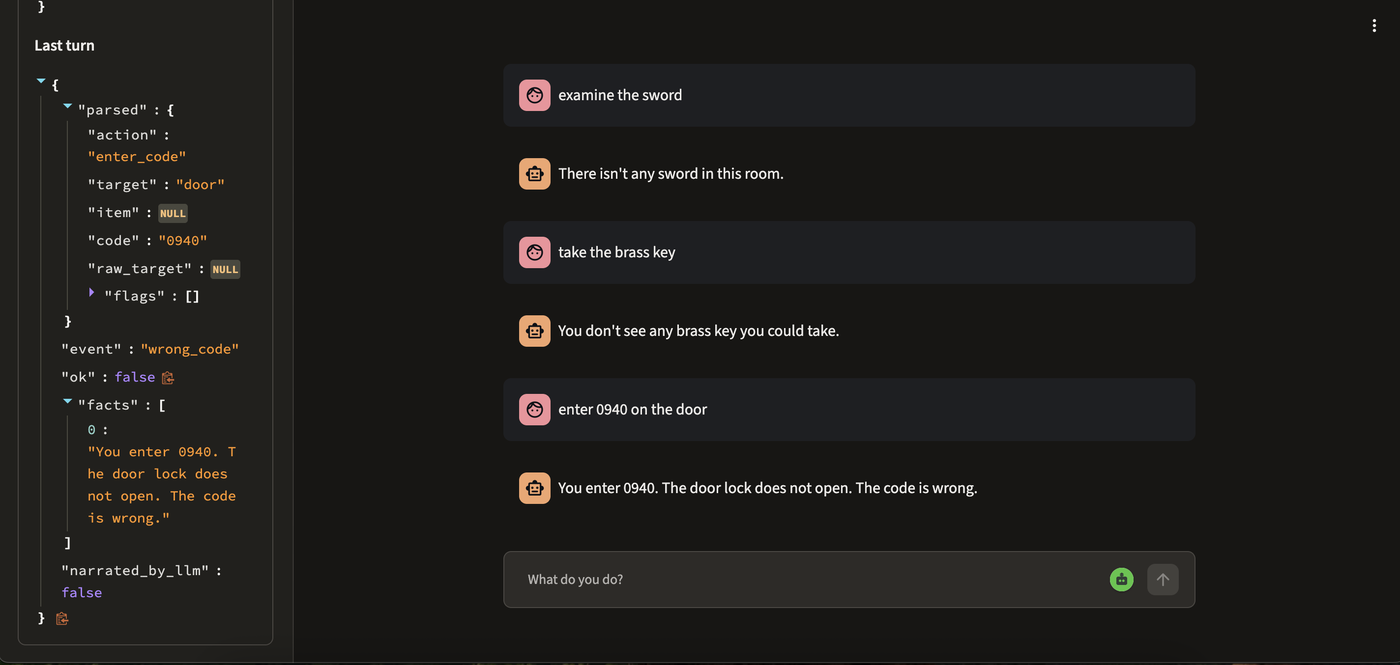 }
Last turn
{
"parsed" : {
"action" :
"enter_code"
"target" : "door"
"item" : NULL
"code" : "0940"
"raw_target" : NULL
"flags" : []
}
"event" : "wrong_code"
"ok" : false
"facts" : [
0 :
"You enter 0940. T
he door lock does
not open. The code
is wrong."
]
"narrated_by_llm" :
false
}
examine the sword
There isn't any sword in this room.
take the brass key
You don't see any brass key you could take.
enter 0940 on the door
You enter 0940. The door lock does not open. The code is wrong.
What do you do?